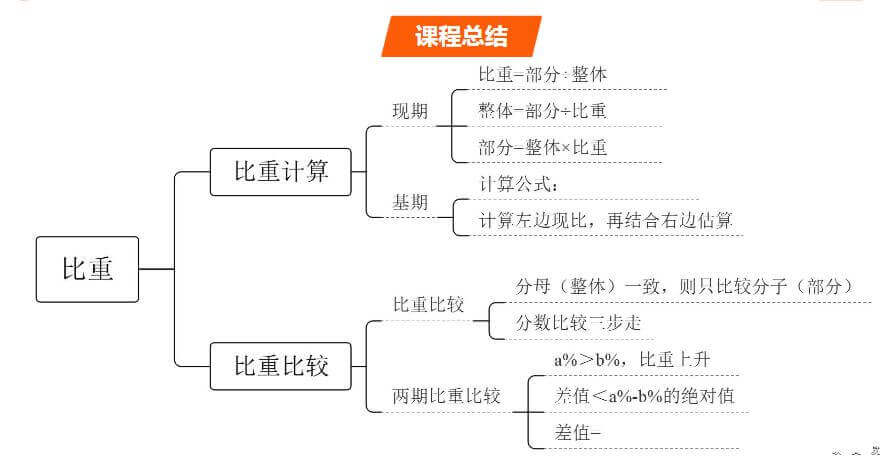 课程总结
比重=部分÷整体
现期
整体=部分÷比重
部分=整体×比重
比重计算
计算公式：
基期
计算左边现比，再结合右边估算
比重
分母（整体）一致，则只比较分子（部分）
比重比较
分数比较三步走
比重比较
a%＞b%，比重上升
两期比重比较
差值＜a%-b%的绝对值
差值=